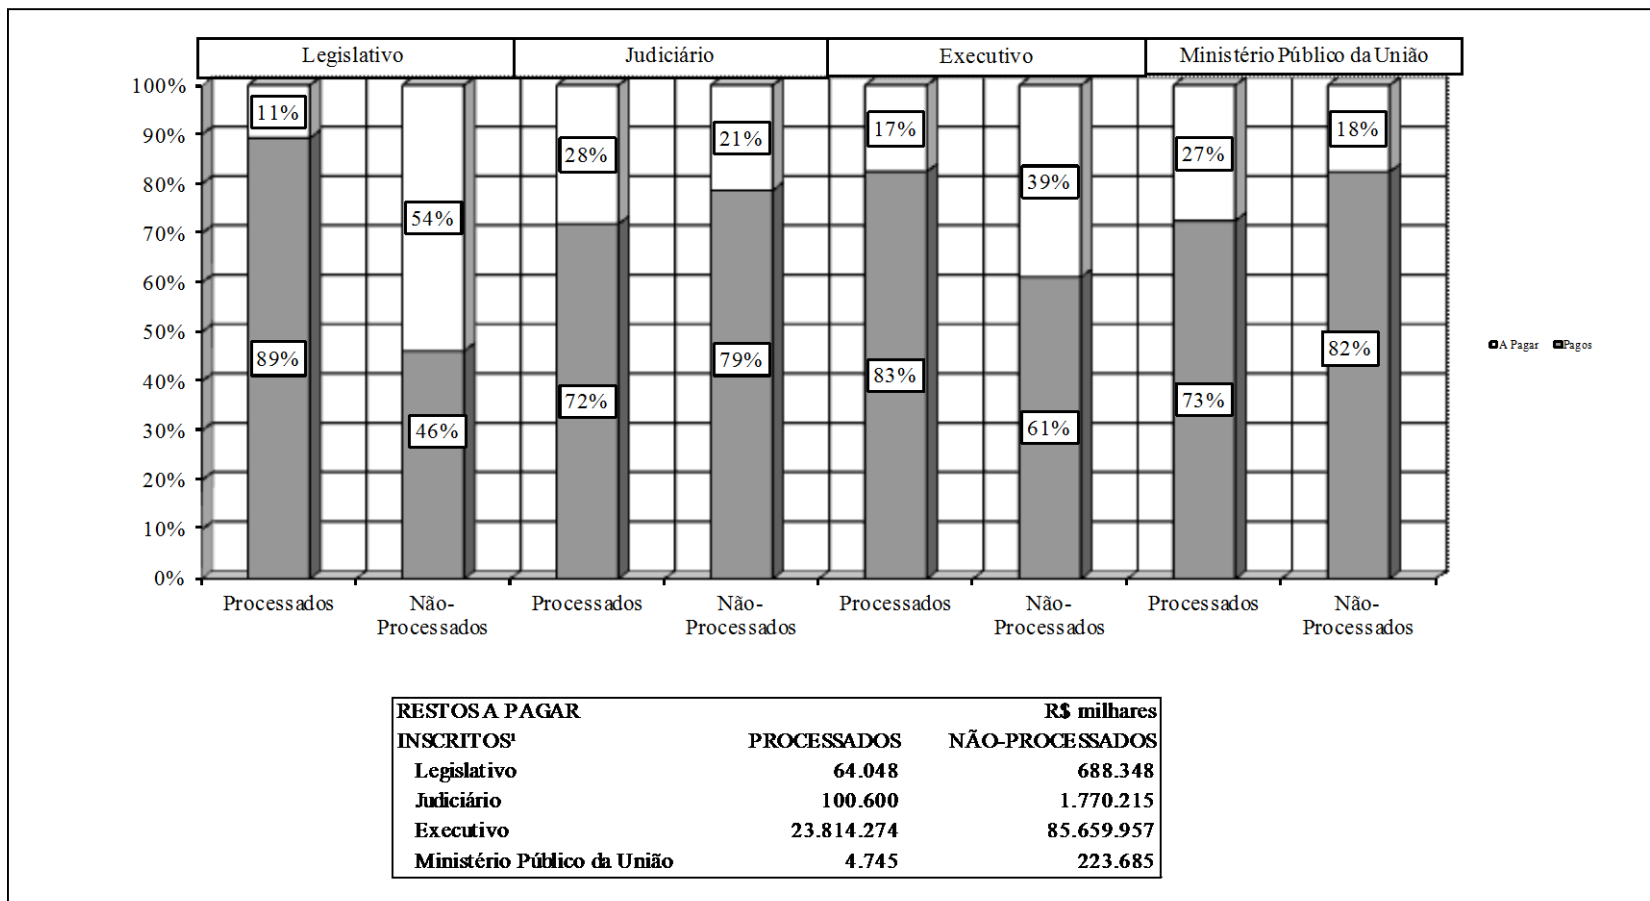 Legislativo Judiciário Executivo Ministério Público da União
100%
90%
80%
70%
60%
50%
40%
30%
20%
10%
0%
11% 54% 28% 21% 17% 39% 27% 18%
89% 46% 72% 79% 83% 61% 73% 82%
A Pagar Pagos
Processados Não- Processados Não- Processados Não- Processados Não-
Processados Processados Processados Processados
RESTOS A PAGAR R$ milhares
INSCRITOS¹ PROCESSADOS NÃO-PROCESSADOS
Legislativo 64.048 688.348
Judiciário 100.600 1.770.215
Executivo 23.814.274 85.659.957
Ministério Público da União 4.745 223.685